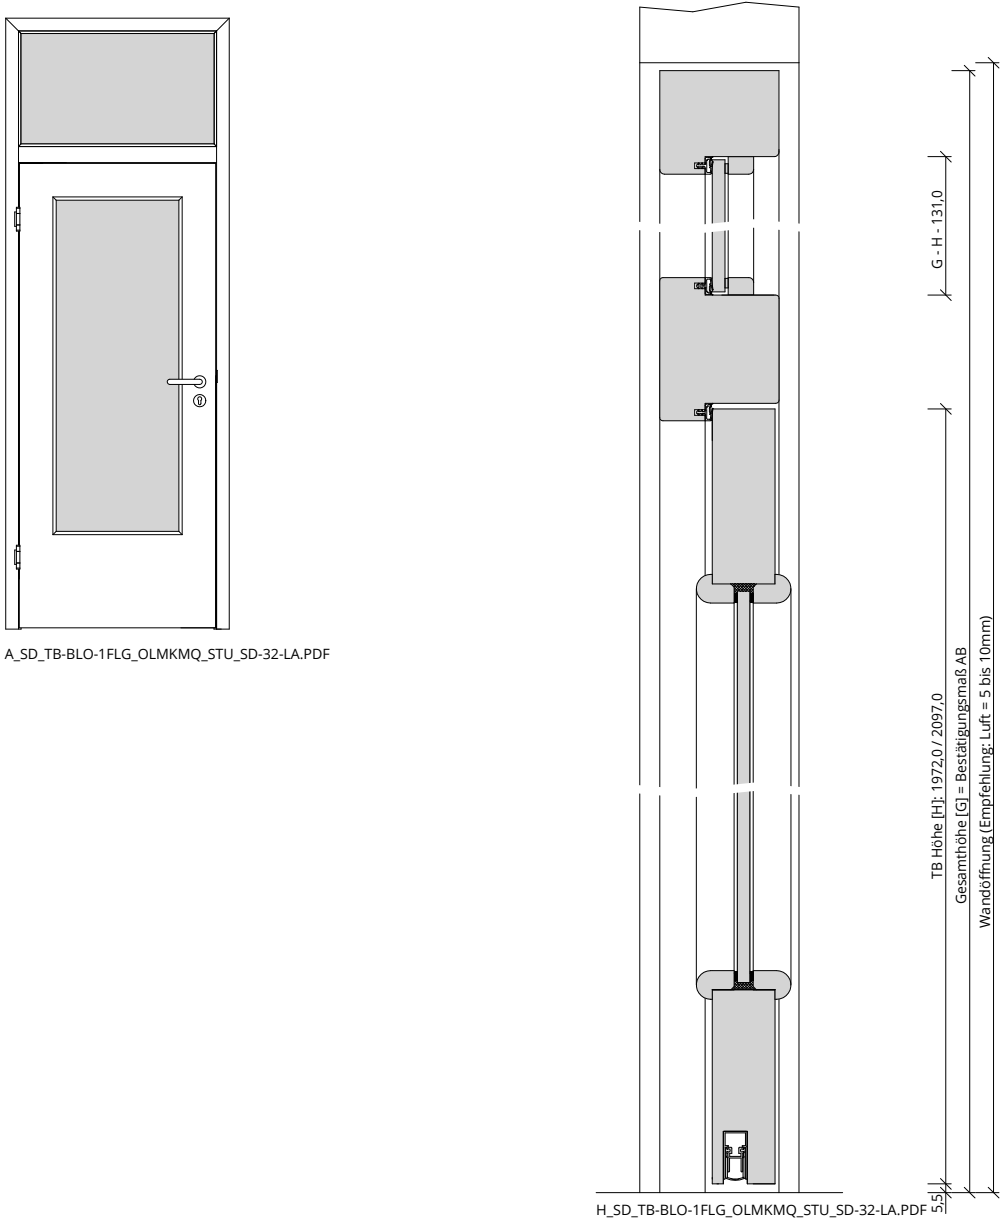 A_SD_TB-BLO-1FLG_OLMKMQ_STU_SD-32-LA.PDF
G - H - 131,0
TB Höhe [H]: 1972,0 / 2097,0
Gesamthöhe [G] = Bestätigungsmaß AB
Wandöffnung (Empfehlung: Luft = 5 bis 10mm)
5,5
H_SD_TB-BLO-1FLG_OLMKMQ_STU_SD-32-LA.PDF